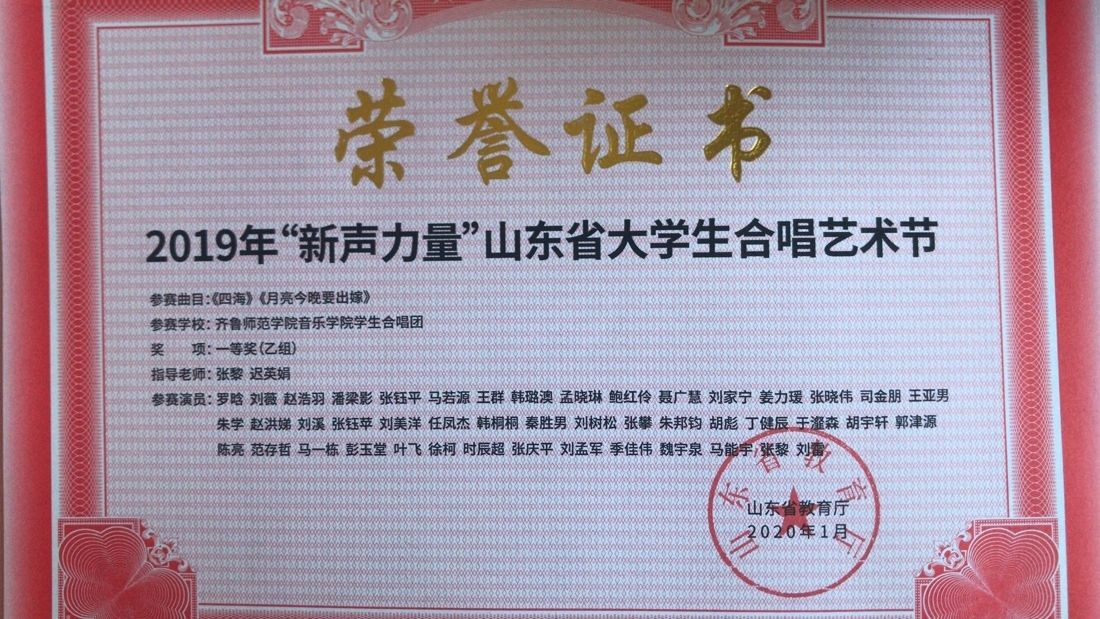 荣誉证书
2019年“新声力量”山东省大学生合唱艺术节
参赛曲目：《四海》《月亮今晚要出嫁》
参赛学校：齐鲁师范学院音乐学院学生合唱团
奖 项：一等奖（乙组）
指导老师：张黎 迟英娟
参赛演员：罗晗 刘薇 赵浩羽 潘梁影 张钰平 马若源 王群 韩璐澳 孟晓琳 鲍红伶 聂广慧 刘家宁 姜力瑗 张晓伟 司金朋 王亚男
朱学 赵洪娣 刘溪 张钰苹 刘美洋 任凤杰 韩桐桐 秦胜男 刘树松 张攀 朱邦钧 胡彪 丁健辰 于灐森 胡宇轩 郭津源
陈亮 范存哲 马一栋 彭玉堂 叶飞 徐柯 时辰超 张庆平 刘孟军 季佳伟 魏宇泉 马能宇 张黎 刘雷
山东省教育厅
山东省教育厅
2020年1月